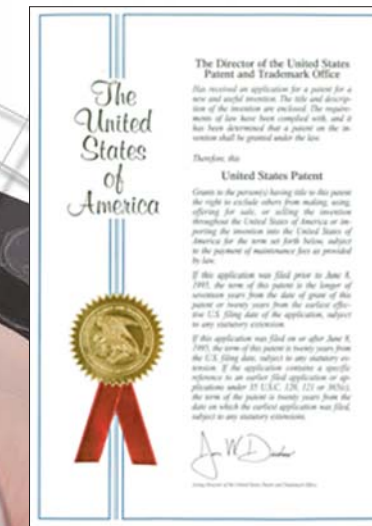 The
United
States
of
America
The Director of the United States
Patent and Trademark Office
Has received an application for a patent for a
new and useful invention. The title and descrip-
tion of the invention are enclosed. The require-
ments of law have been complied with, and it
has been determined that a patent on the in-
vention shall be granted under the law.
Therefore, this
United States Patent
Grants to the person(s) having title to this patent
the right to exclude others from making, using,
offering for sale, or selling the invention
throughout the United States of America or im-
porting the invention into the United States of
America for the term set forth below, subject
to the payment of maintenance fees as provided
by law.
If this application was filed prior to June 8,
1995, the term of this patent is the longer of
seventeen years from the date of grant of this
patent or twenty years from the earliest effec-
tive U.S. filing date of the application, subject
to any statutory extension.
If this application was filed on or after June 8,
1995, the term of this patent is twenty years from
the U.S. filing date, subject to any statutory ex-
tension. If the application contains a specific
reference to an earlier filed application or ap-
plications under 35 U.S.C. 120, 121 or 365(c),
the term of the patent is twenty years from the
date on which the earliest application was filed,
subject to any statutory extensions.
Acting Director of the United States Patent and Trademark Office